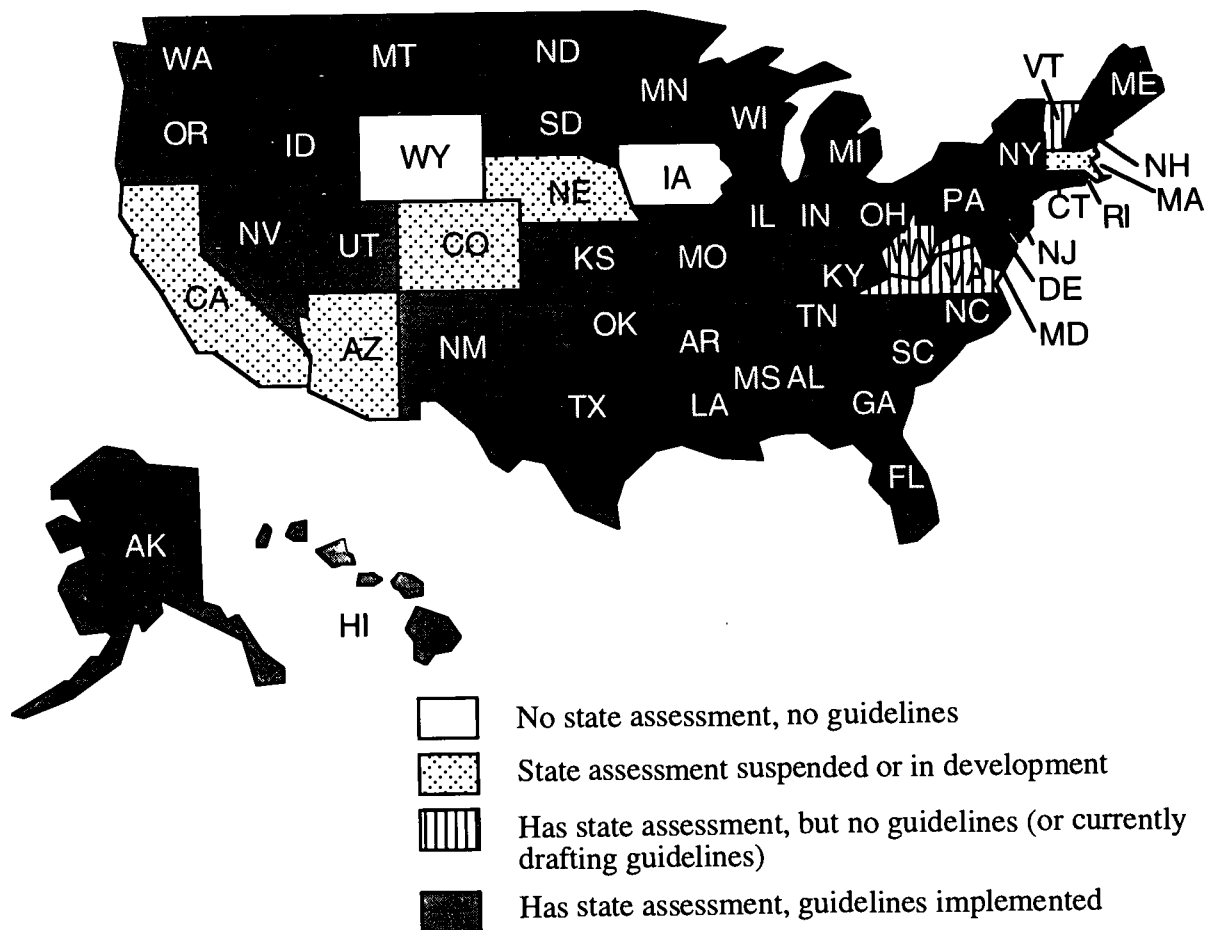 WA
MT
ND
MN
VT
ME
OR
ID
WY
SD
WI
MI
NY
NH
MA
NE
IA
CT
RI
NV
UT
CO
KS
MO
IL
IN
OH
PA
NJ
DE
MD
CA
KY
WV
VA
AZ
NM
OK
AR
TN
NC
SC
MS
AL
GA
TX
LA
FL
AK
HI
No state assessment, no guidelines
State assessment suspended or in development
Has state assessment, but no guidelines (or currently
drafting guidelines)
Has state assessment, guidelines implemented